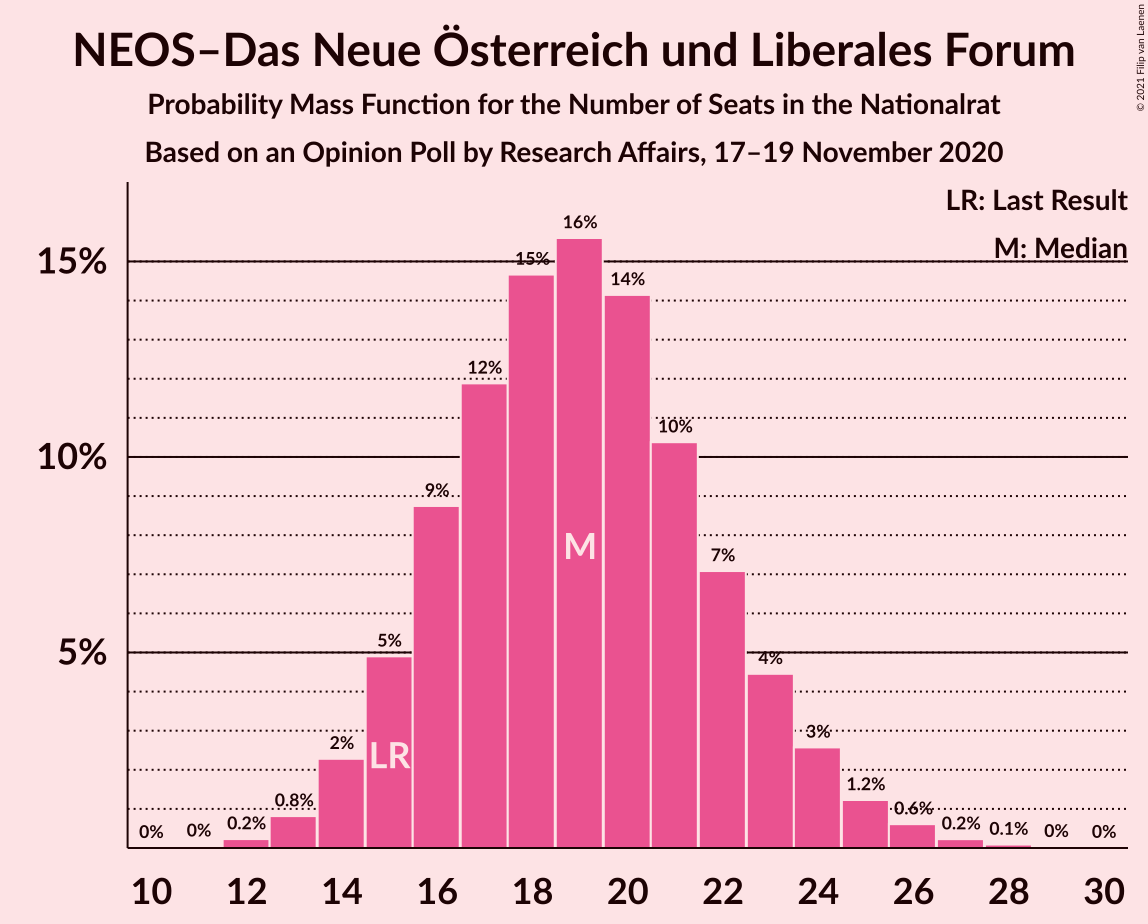 NEOS–Das Neue Österreich und Liberales Forum
Probability Mass Function for the Number of Seats in the Nationalrat
Based on an Opinion Poll by Research Affairs, 17–19 November 2020
© 2021 Filip van Laenen
LR: Last Result
M: Median
15%
10%
5%
0%
0%
0.2%
0.8%
2%
5%
9%
12%
15%
16%
14%
10%
7%
4%
3%
1.2%
0.6%
0.2%
0.1%
0%
0%
LR
M
10 12 14 16 18 20 22 24 26 28 30